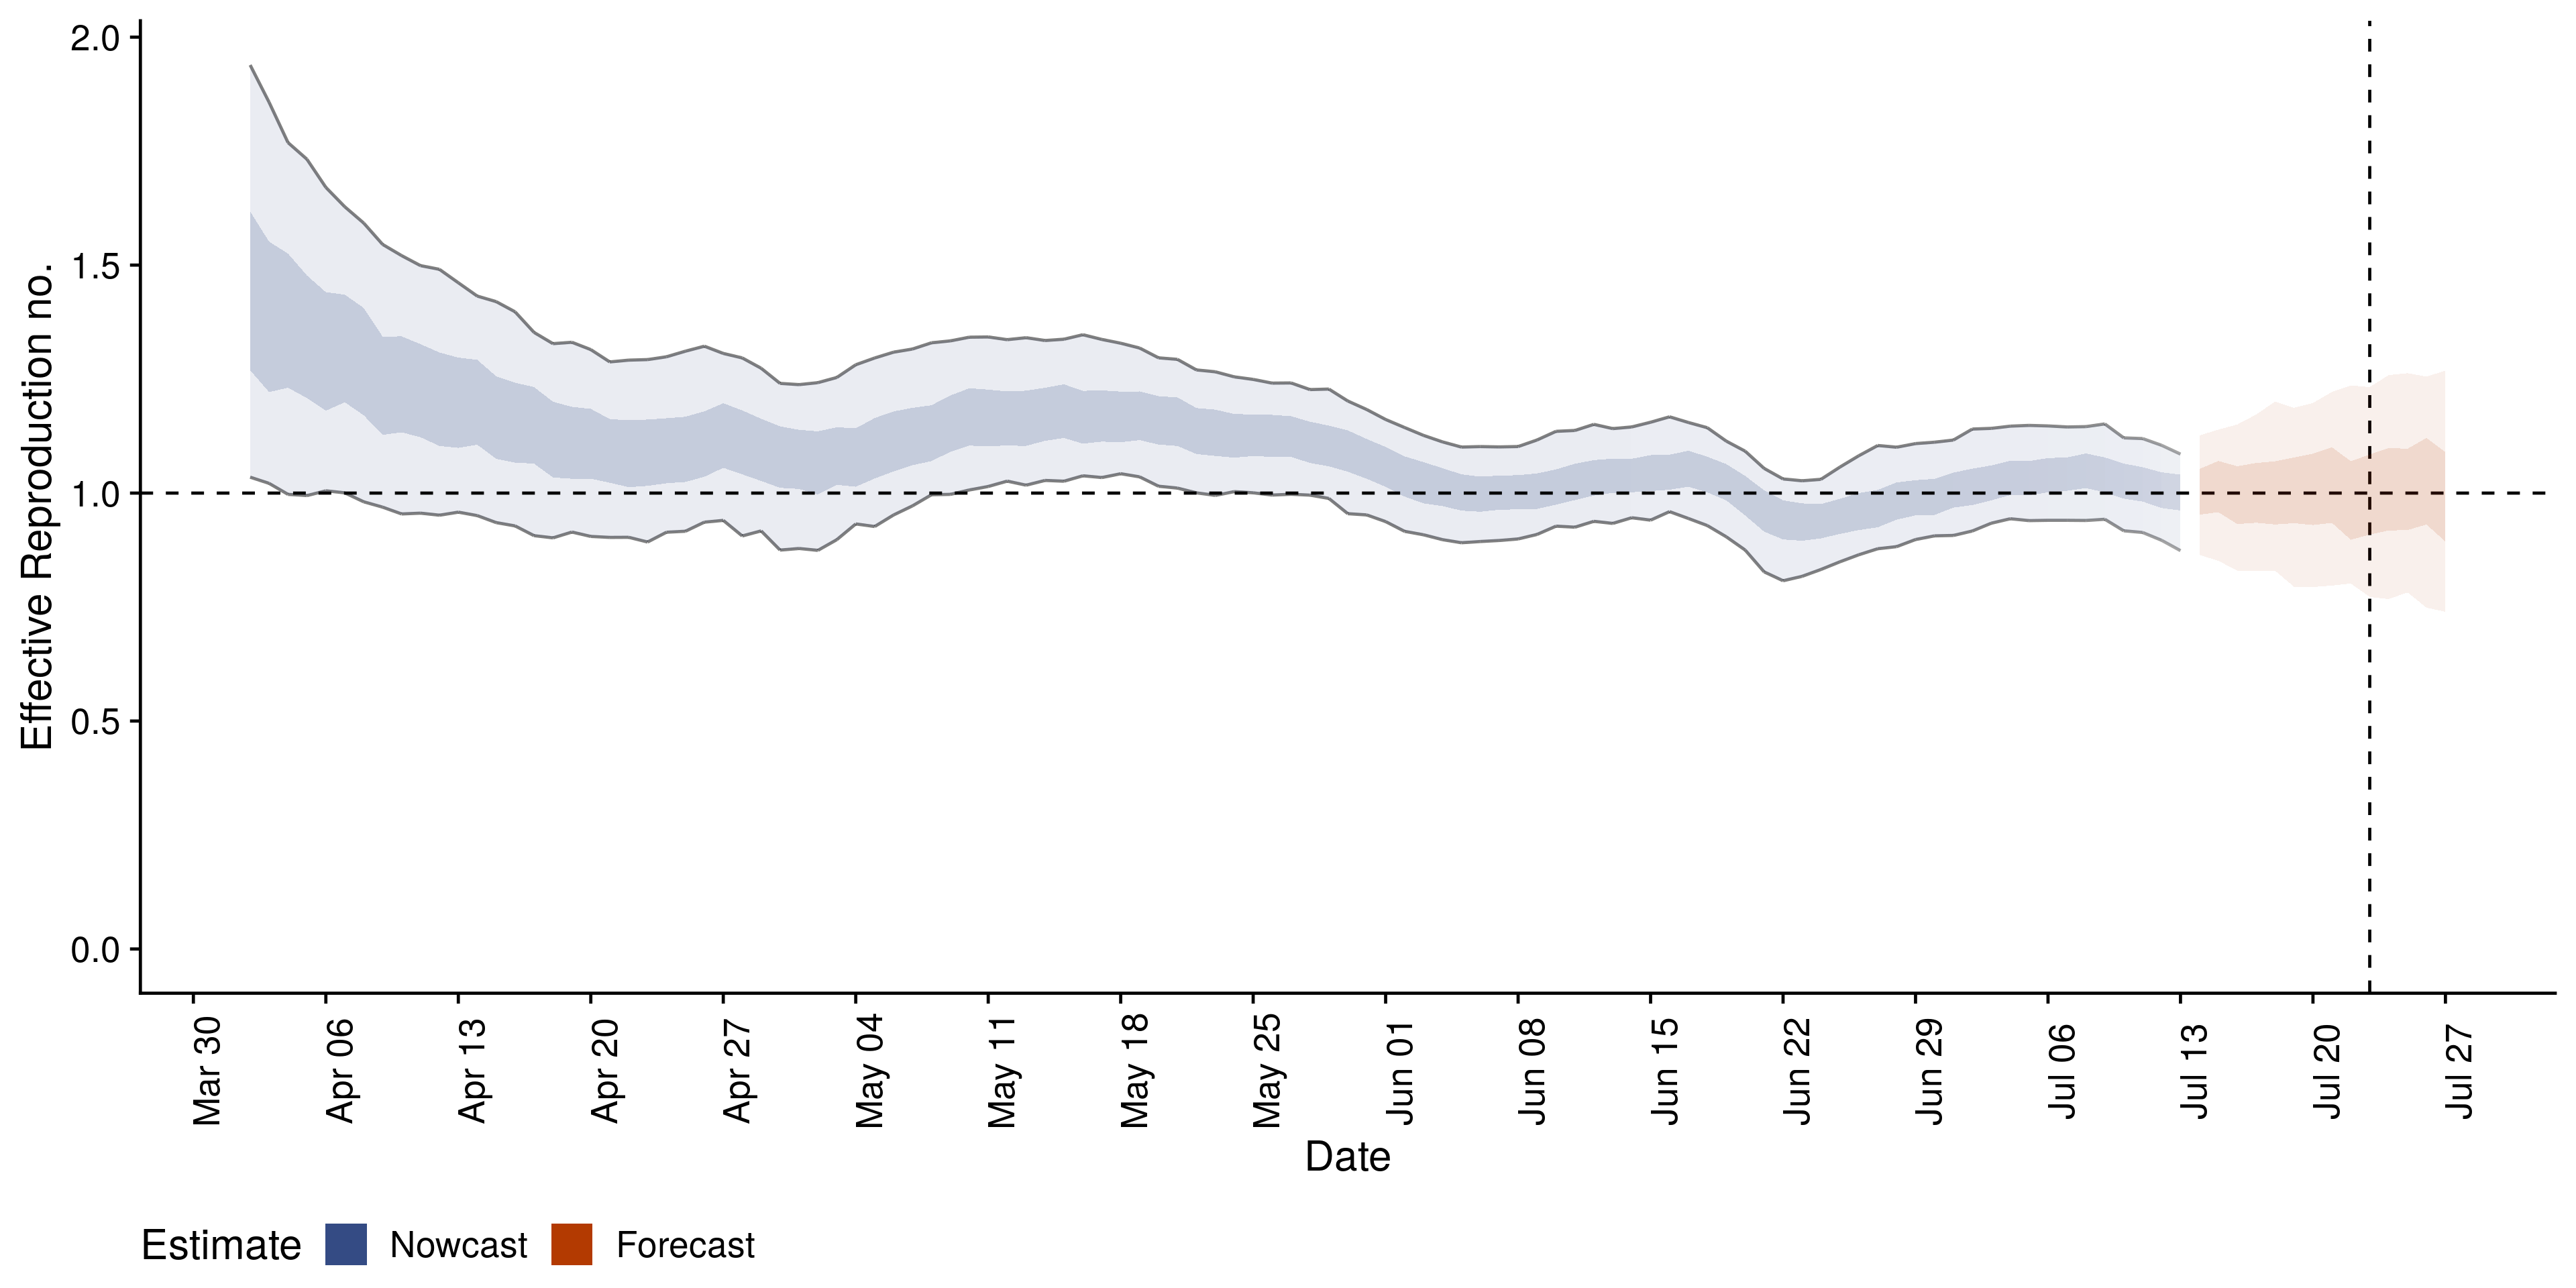 Effective Reproduction no.
2.0
1.5
1.0
0.5
0.0
Mar 30
Apr 06
Apr 13
Apr 20
Apr 27
May 04
May 11
May 18
May 25
Jun 01
Jun 08
Jun 15
Jun 22
Jun 29
Jul 06
Jul 13
Jul 20
Jul 27
Date
Estimate Nowcast Forecast